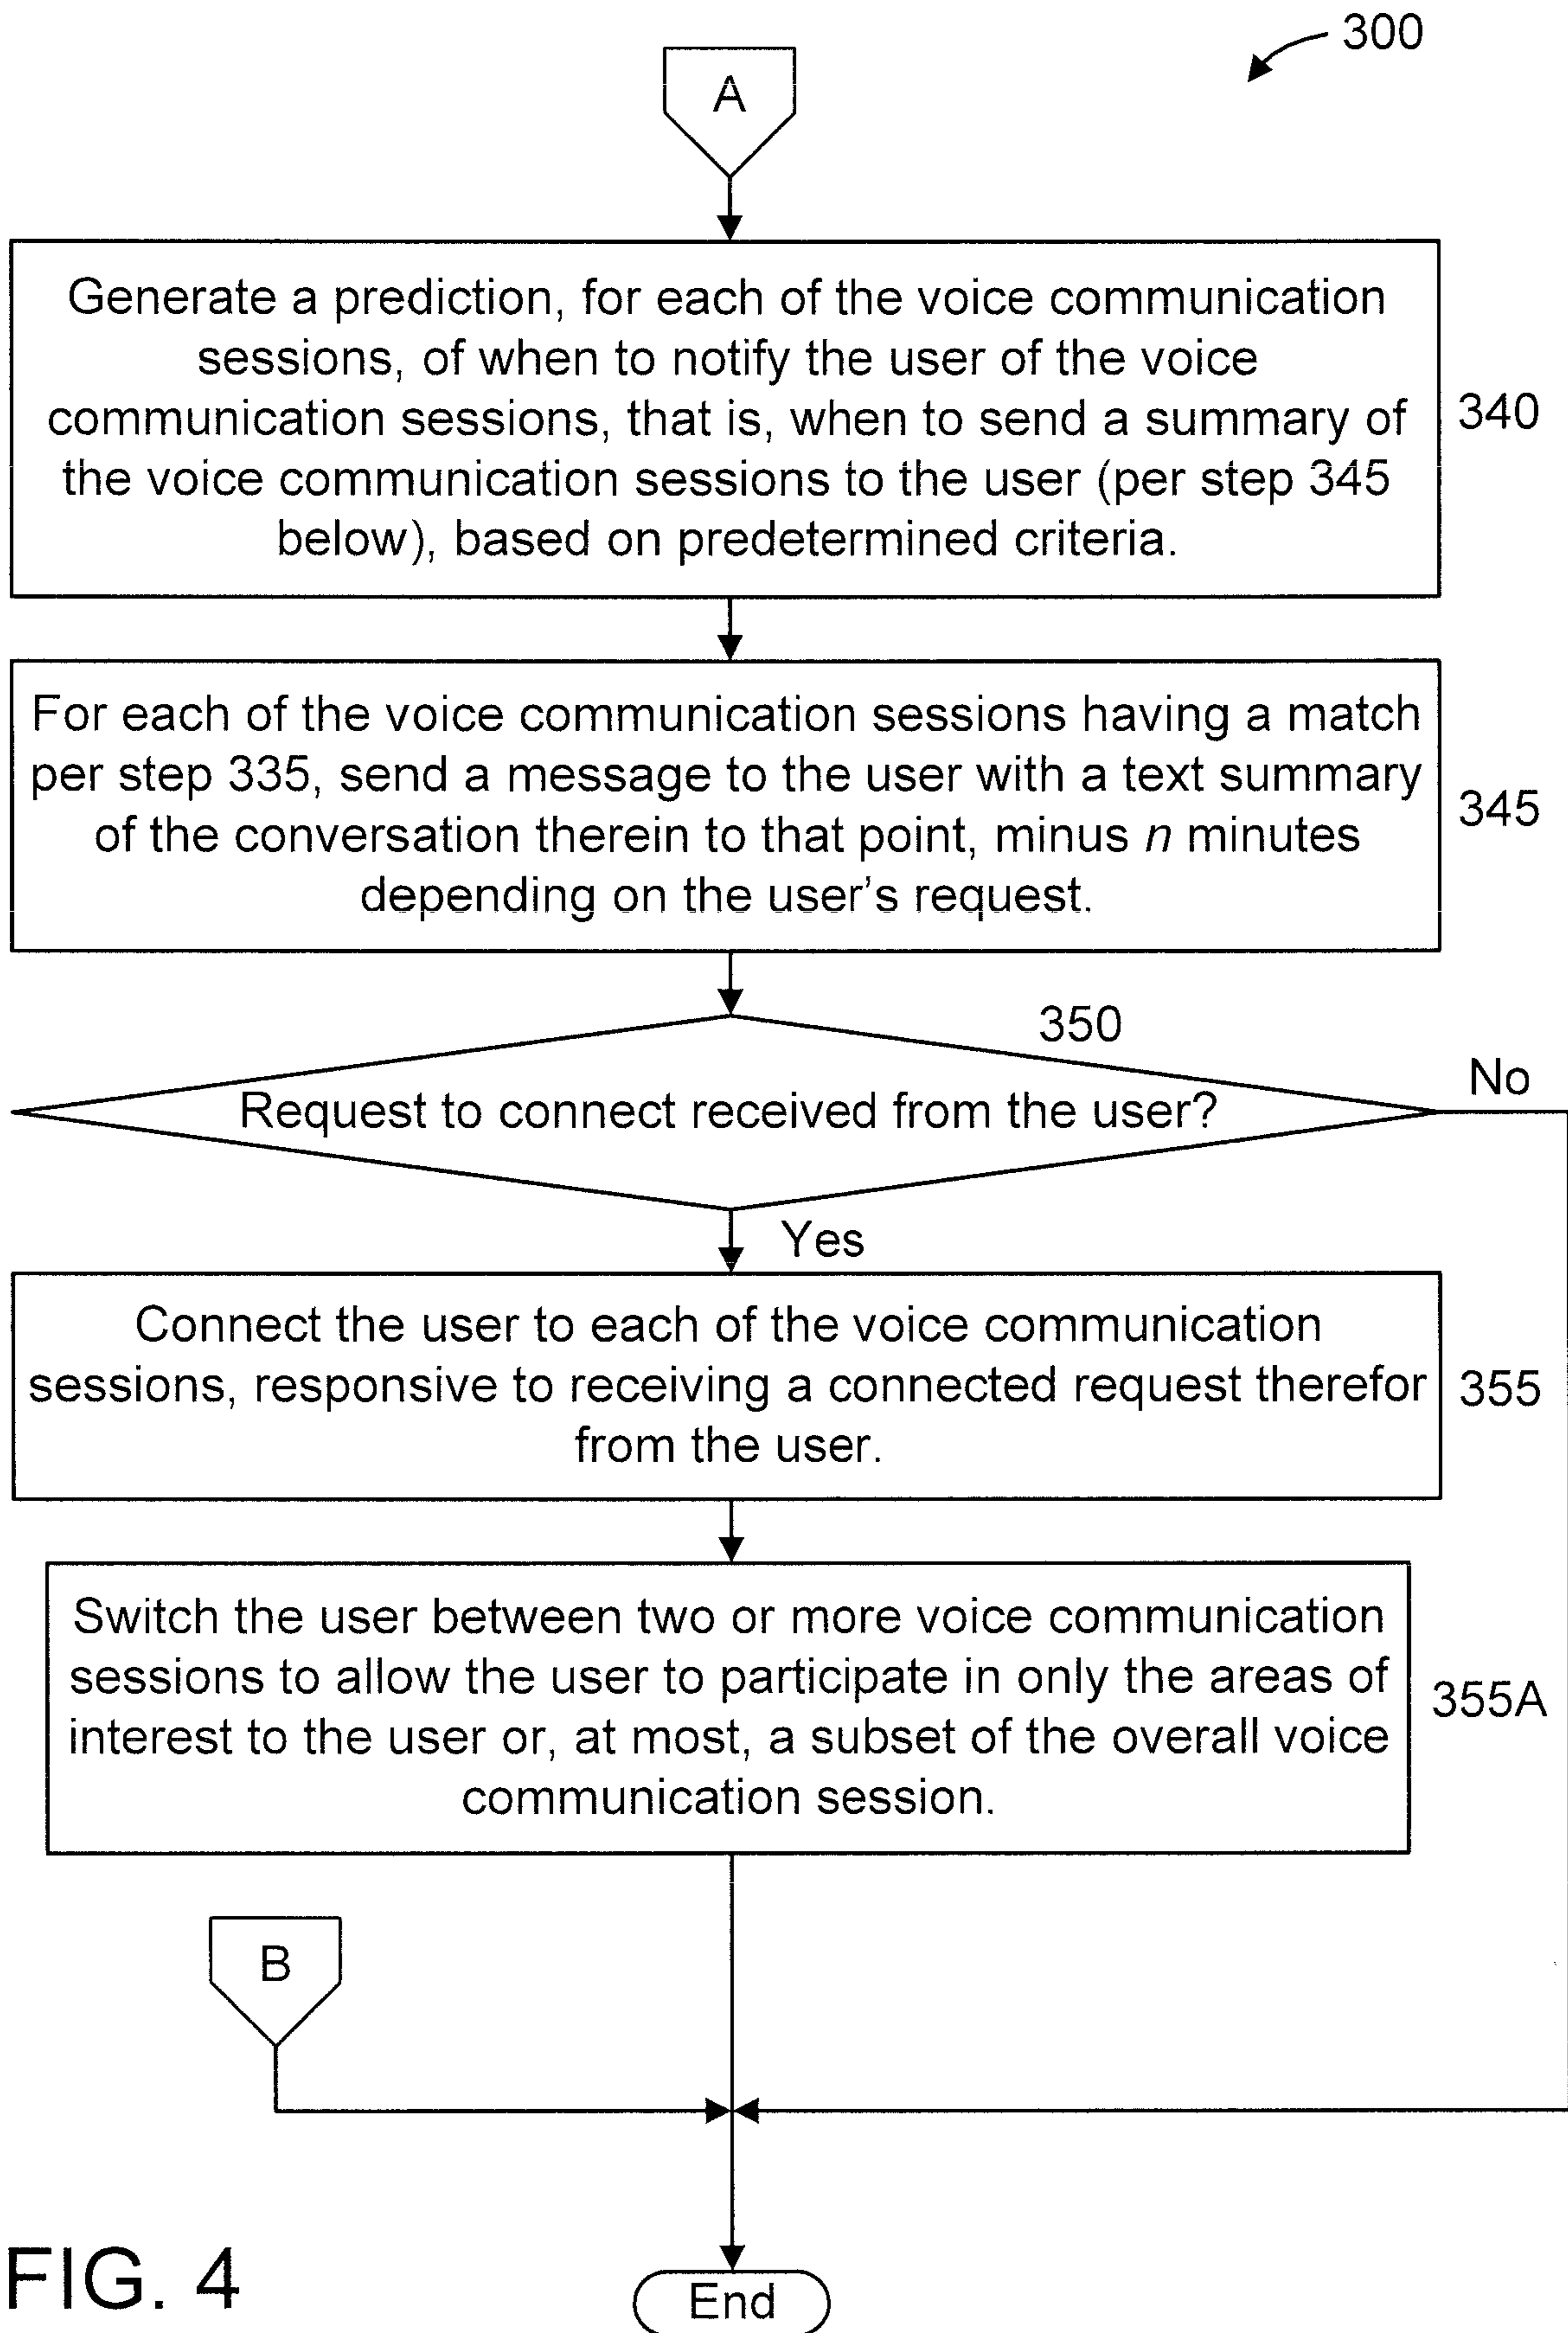 300
A
Generate a prediction, for each of the voice communication
sessions, of when to notify the user of the voice
communication sessions, that is, when to send a summary of
the voice communication sessions to the user (per step 345
below), based on predetermined criteria.
340
For each of the voice communication sessions having a match
per step 335, send a message to the user with a text summary
of the conversation therein to that point, minus n minutes
depending on the user's request.
345
350
Request to connect received from the user?
No
Yes
Connect the user to each of the voice communication
sessions, responsive to receiving a connected request therefor
from the user.
355
Switch the user between two or more voice communication
sessions to allow the user to participate in only the areas of
interest to the user or, at most, a subset of the overall voice
communication session.
355A
B
End
FIG. 4